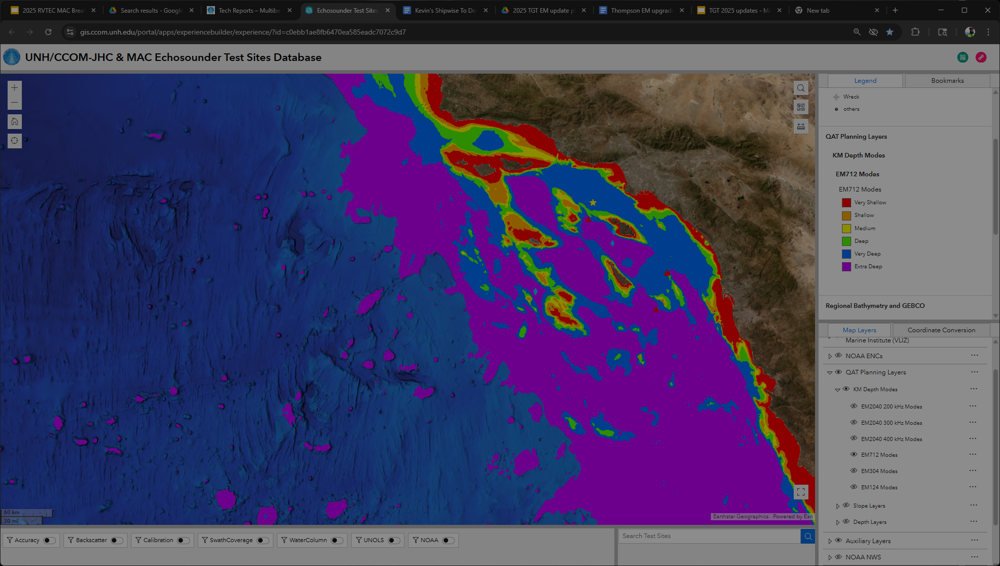 2025 RVTEC MAC Brea
Search results - Google
Tech Reports – Multibe
Echosounder Test Sites
Kevin's Shipwise To Do
2025 TGT EM update p
Thompson EM upgrade
TGT 2025 updates - MA
New tab
gis.ccom.unh.edu/portal/apps/experiencebuilder/experience/?id=c0ebb1ae8fb6470ea585eadc7072c9d7
UNH/CCOM-JHC & MAC Echosounder Test Sites Database
Legend
Bookmarks
Wreck
others
QAT Planning Layers
KM Depth Modes
EM712 Modes
EM712 Modes
Very Shallow
Shallow
Medium
Deep
Very Deep
Extra Deep
Regional Bathymetry and GEBCO
Map Layers
Coordinate Conversion
Marine Institute (VLIZ)
NOAA ENCs
QAT Planning Layers
KM Depth Modes
EM2040 200 kHz Modes
EM2040 300 kHz Modes
EM2040 400 kHz Modes
EM712 Modes
EM304 Modes
EM124 Modes
Slope Layers
Depth Layers
Auxiliary Layers
NOAA NWS
60 km
30 mi
Earthstar Geographics
Powered by Esri
Accuracy
Backscatter
Calibration
SwathCoverage
WaterColumn
UNOLS
NOAA
Search Test Sites